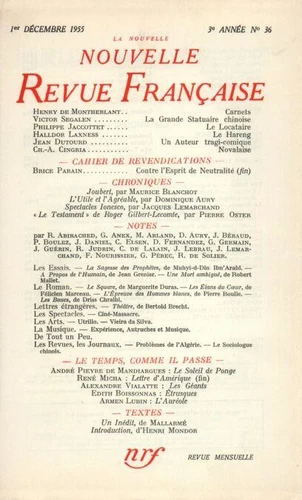 1er DÉCEMBRE 1955 3e ANNÉE No 36
LA NOUVELLE
NOUVELLE
REVUE FRANÇAISE
HENRY DE MONTHERLANT .. Carnets
VICTOR SEGALEN ....... La Grande Statuaire chinoise
PHILIPPE JACCOTTET ...... Le Locataire
HALLDOR LAXNESS ....... Le Hareng
JEAN DUTOURD ........ Un Auteur tragi-comique
CH.-A. CINGRIA ........ Novalaise
— CAHIER DE REVENDICATIONS —
BRICE PARAIN ......... Contre l'Esprit de Neutralité (fin)
— CHRONIQUES —
Joubert, par MAURICE BLANCHOT
L'Utile et l'Agréable, par DOMINIQUE AURY
Spectacles Ionesco, par JACQUES LEMARCHAND
« Le Testament » de Roger Gilbert-Lecomte, par PIERRE OSTER
— NOTES —
par R. ABIRACHED, G. ANEX, M. ARLAND, D. AURY, J. BÉRAUD,
P. BOULEZ, J. DANIEL, C. ELSEN, D. FERNANDEZ, G. GERMAIN,
J. GUÉRIN, R. JUDRIN, C. DE LALAIN, J. LEBRAU, J. LEMAR-
CHAND, F. NOURISSIER, G. PÉREC, R. DE SOLIER.
Les Essais. — La Sagesse des Prophètes, de Muhyi-d-Din Ibn'Arabî. —
A Propos de l'Humain, de Jean Grosjean. — Une Mort ambiguë, de Robert
Mallet.
Le Roman. — Le Square, de Marguerite Duras. — Les Élans du Cœur, de
Félicien Marceau. — L'Épreuve des Hommes blancs, de Pierre Boulle. —
Les Boucs, de Driss Chraïbi.
Lettres étrangères. — Théâtre, de Bertold Brecht.
Les Spectacles. — Ciné-Massacre.
Les Arts. — Utrillo. — Vieira da Silva.
La Musique. — Expérience, Autruches et Musique.
De Tout un Peu.
Les Revues, les Journaux. — Problèmes de l'Algérie. — Le Sociologue
chinois.
— LE TEMPS, COMME IL PASSE —
ANDRÉ PIEYRE DE MANDIARGUES : Le Soleil de Ponge
RENÉ MICHA : Lettre d'Amérique (fin)
ALEXANDRE VIALATTE : Les Géants
EDITH BOISSONNAS : Étrusques
ARMEN LUBIN : L'Auréole
— TEXTES —
Un Inédit, de MALLARMÉ
Introduction, d'HENRI MONDOR
nrf
REVUE MENSUELLE